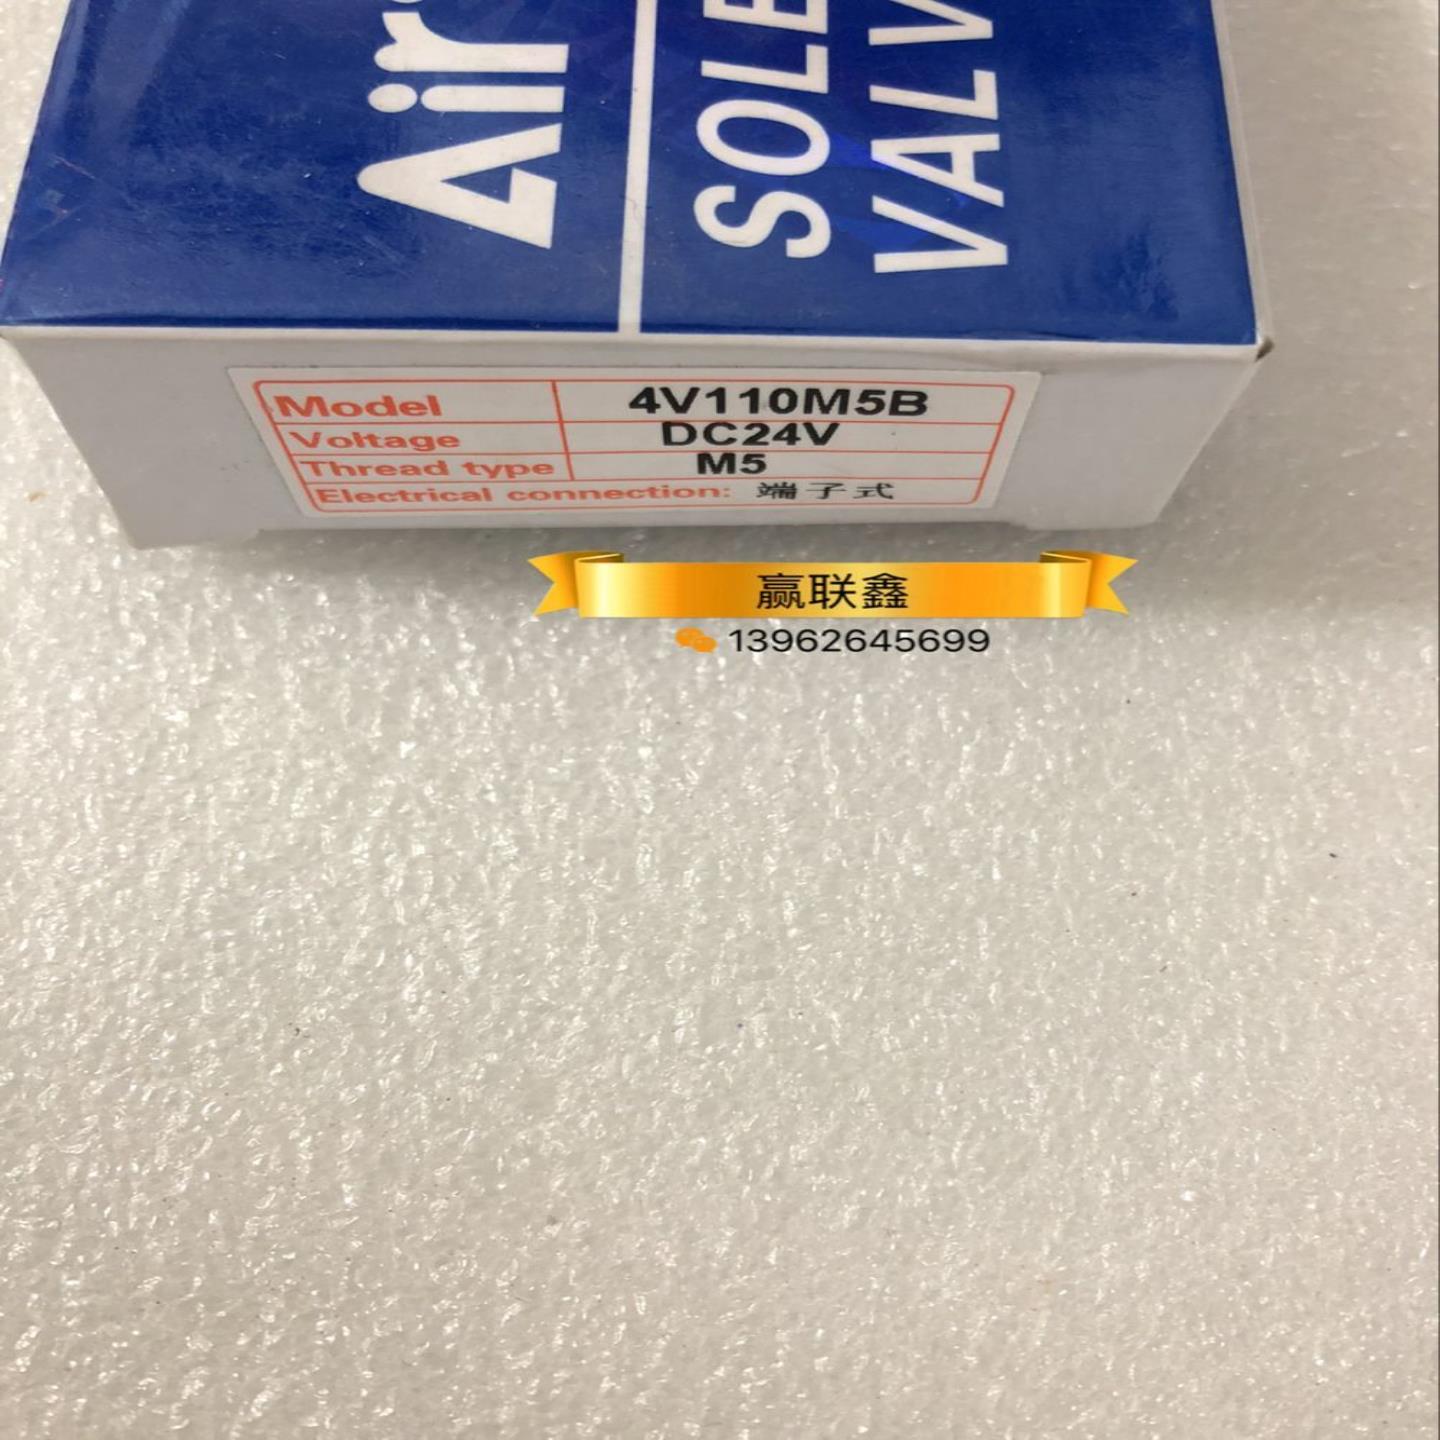 Air
SOLE
VALV
Model 4V110M5B
Voltage DC24V
Thread type M5
Electrical connection: 端子式
赢联鑫
13962645699